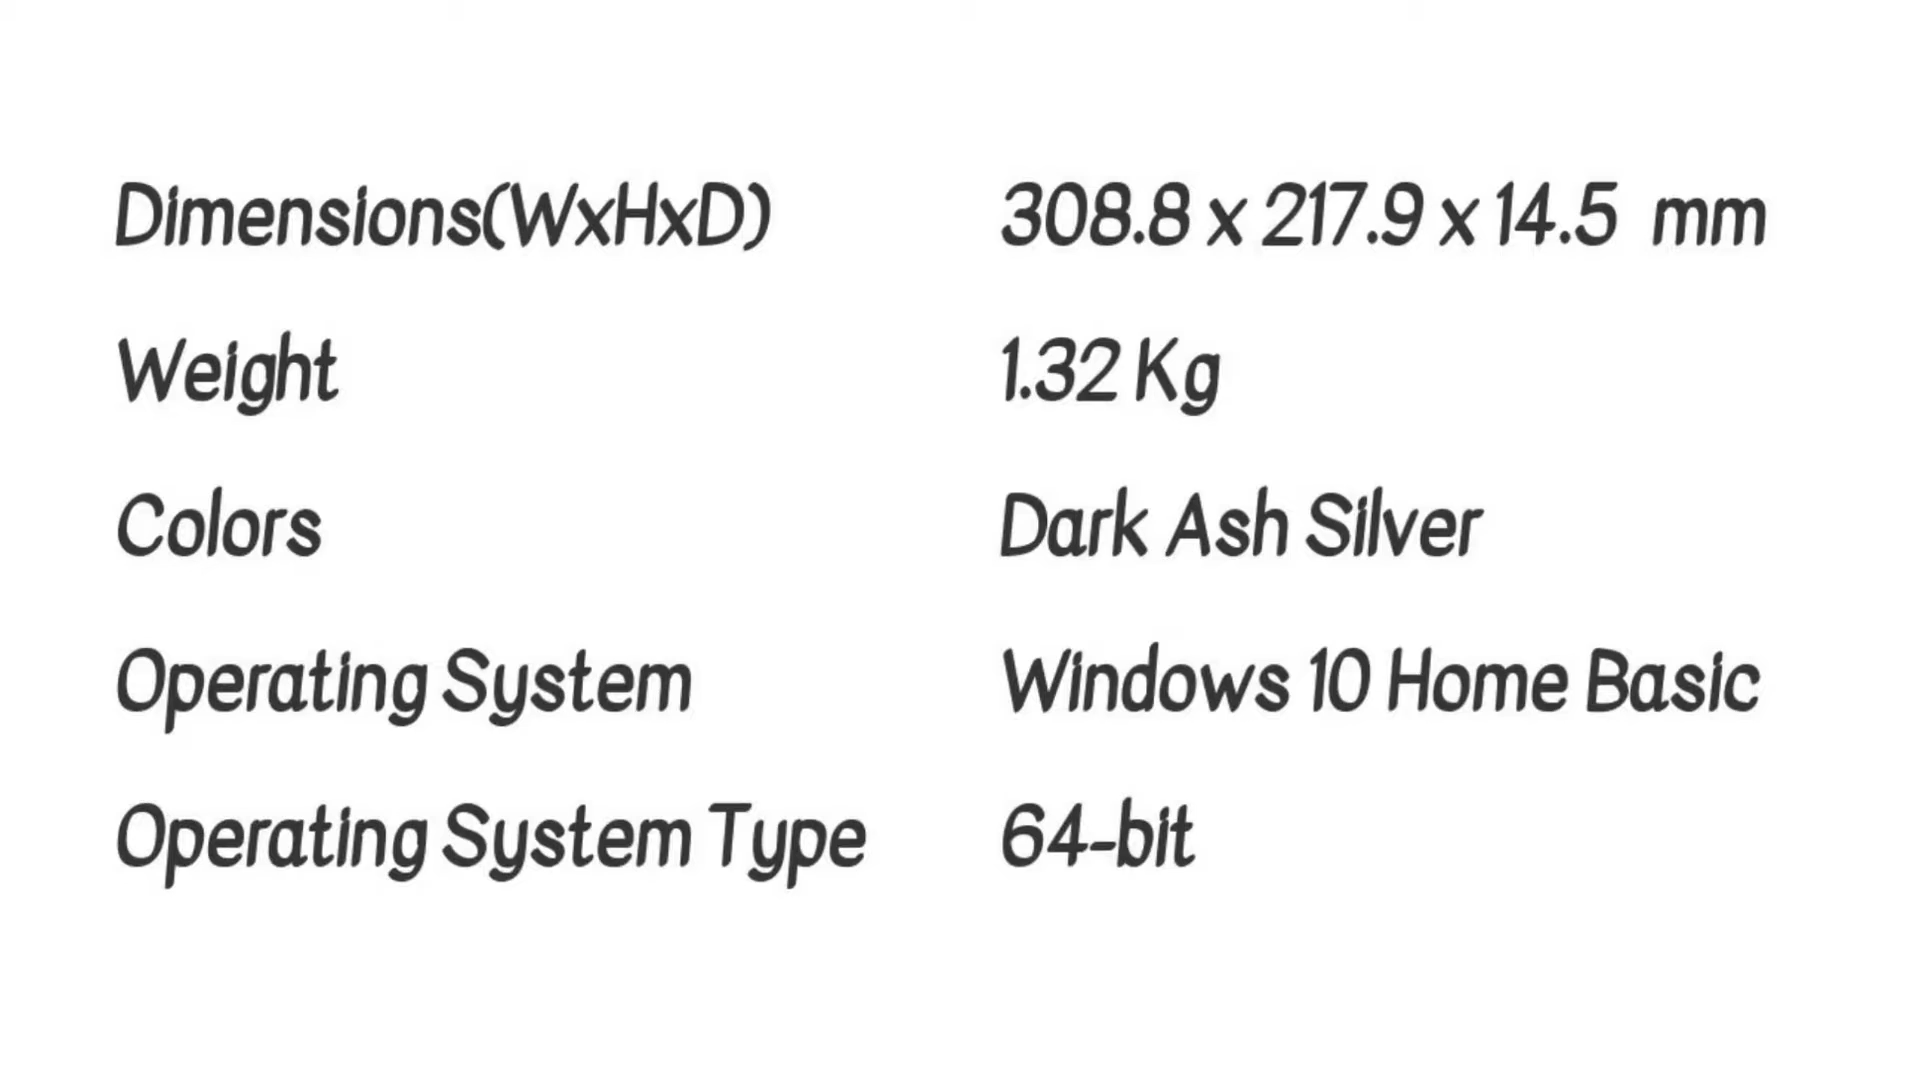 Dimensions(WxHxD) 308.8 x 217.9 x 14.5 mm
Weight 1.32 Kg
Colors Dark Ash Silver
Operating System Windows 10 Home Basic
Operating System Type 64-bit